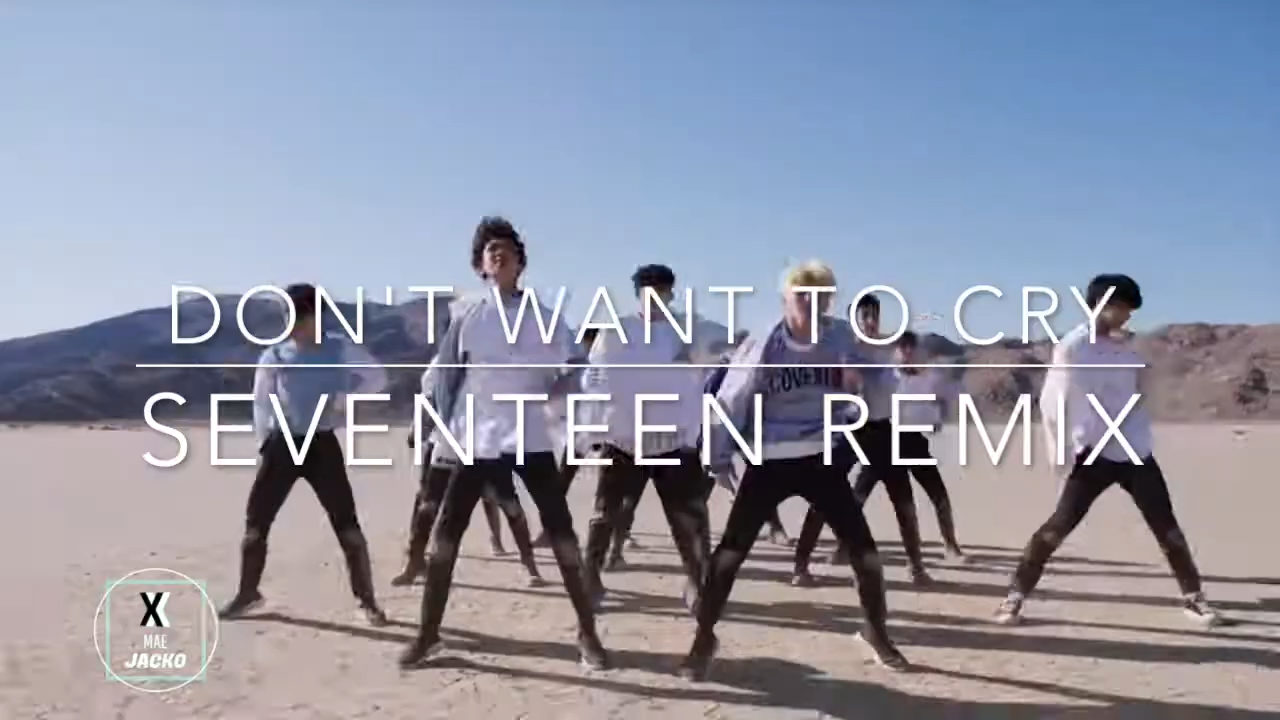 DON'T WANT TO CRY
SEVENTEEN REMIX
X
MAE
JACKO